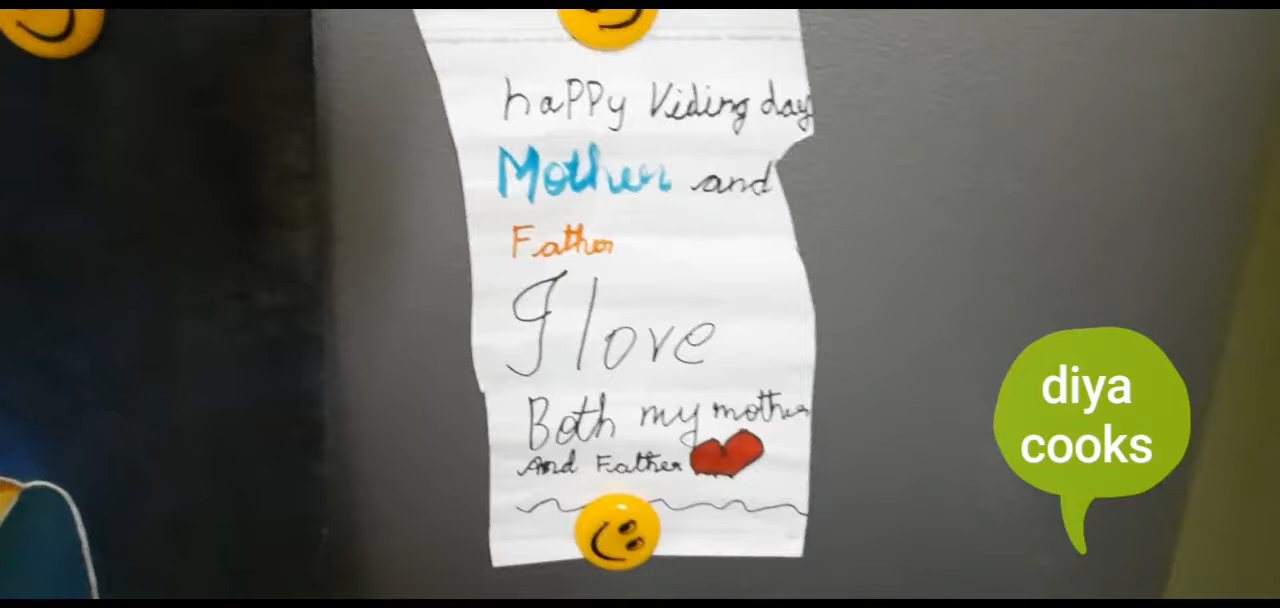 haPPy Viding day
Mother and
Father
I love
Both my mother
And Father
diya
cooks